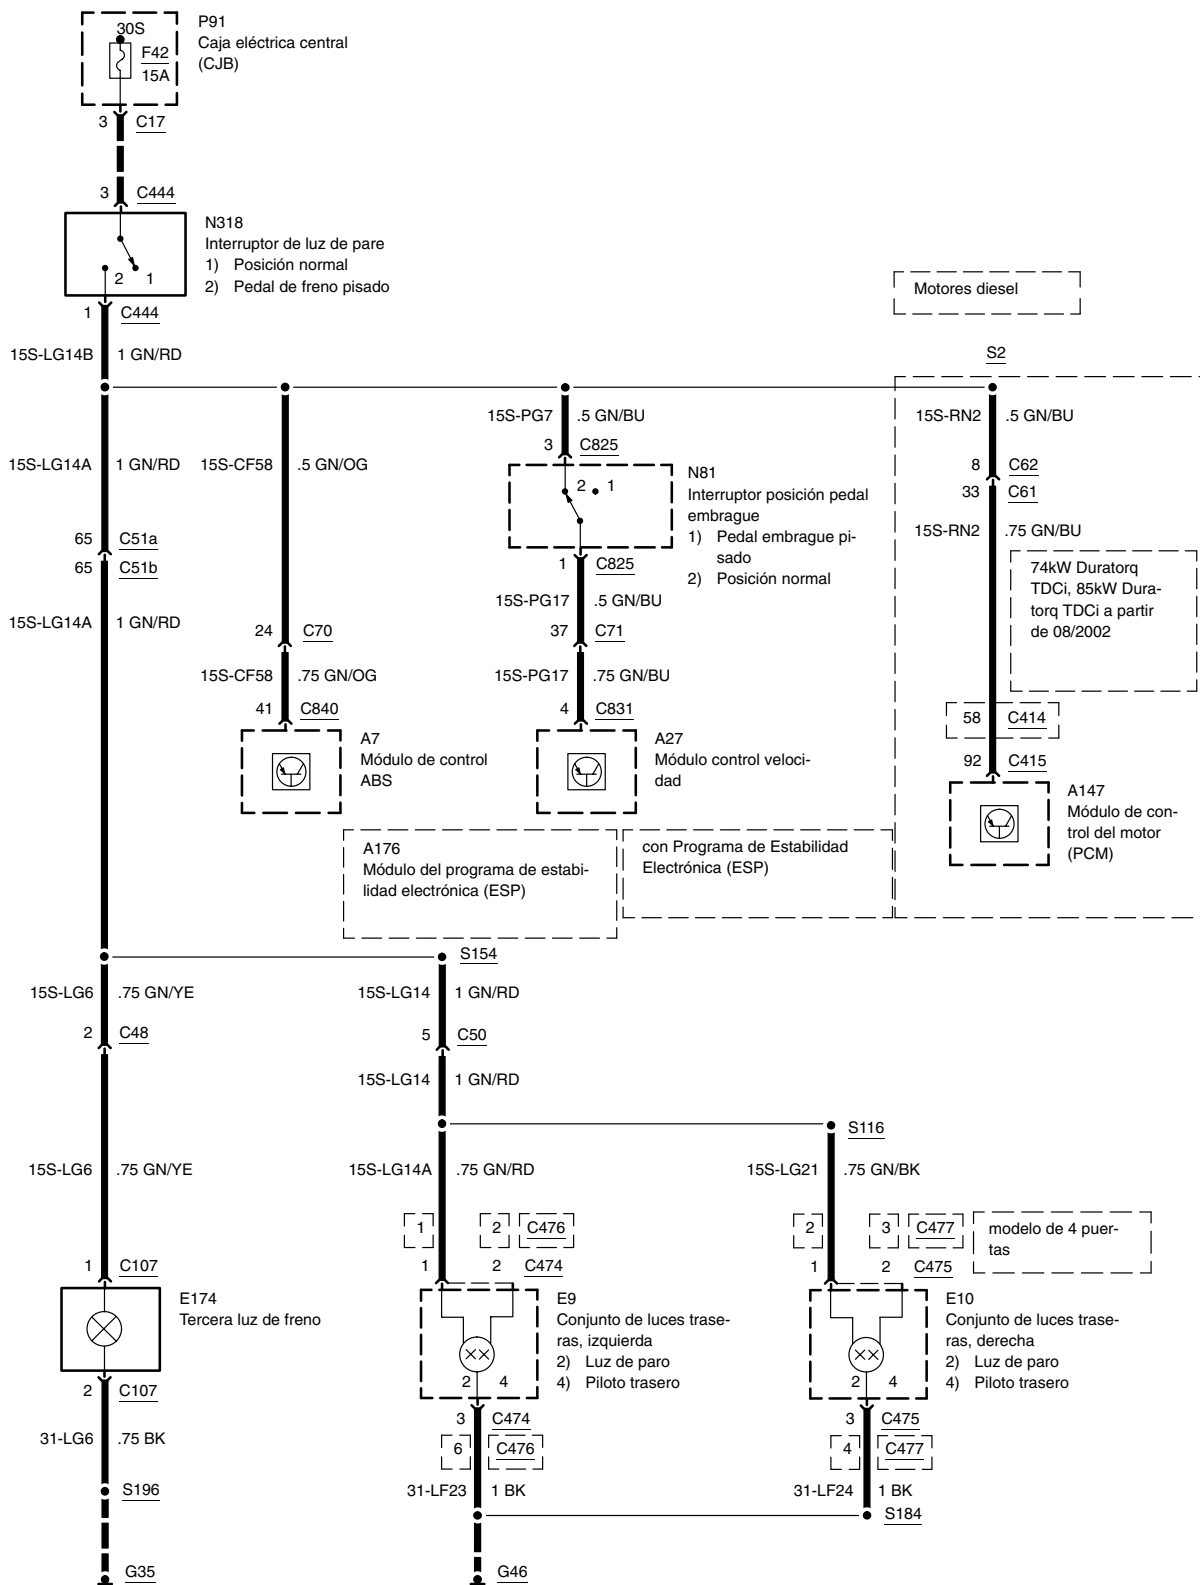 30S
F42
15A
P91
Caja eléctrica central
(CJB)
3 C17
3 C444
N318
Interruptor de luz de pare
1) Posición normal
2) Pedal de freno pisado
2 1
1 C444
Motores diesel
15S-LG14B 1 GN/RD
S2
15S-PG7 .5 GN/BU
15S-RN2 .5 GN/BU
3 C825
15S-LG14A 1 GN/RD
15S-CF58 .5 GN/OG
8 C62
2 1
N81
Interruptor posición pedal
embrague
1) Pedal embrague pi-
sado
2) Posición normal
33 C61
15S-RN2 .75 GN/BU
65 C51a
65 C51b
1 C825
74kW Duratorq
TDCi, 85kW Dura-
torq TDCi a partir
de 08/2002
15S-PG17 .5 GN/BU
15S-LG14A 1 GN/RD
24 C70
37 C71
15S-CF58 .75 GN/OG
15S-PG17 .75 GN/BU
41 C840
4 C831
58 C414
A7
Módulo de control
ABS
A27
Módulo control veloci-
dad
92 C415
A147
Módulo de con-
trol del motor
(PCM)
A176
Módulo del programa de estabi-
lidad electrónica (ESP)
con Programa de Estabilidad
Electrónica (ESP)
S154
15S-LG6 .75 GN/YE
15S-LG14 1 GN/RD
2 C48
5 C50
15S-LG14 1 GN/RD
S116
15S-LG6 .75 GN/YE
15S-LG14A .75 GN/RD
15S-LG21 .75 GN/BK
1 2 C476
2 3 C477
modelo de 4 puer-
tas
1 C107
1 2 C474
1 2 C475
E174
Tercera luz de freno
E9
Conjunto de luces trase-
ras, izquierda
2) Luz de paro
4) Piloto trasero
2 4
E10
Conjunto de luces trase-
ras, derecha
2) Luz de paro
4) Piloto trasero
2 4
2 C107
3 C474
3 C475
31-LG6 .75 BK
6 C476
4 C477
31-LF23 1 BK
31-LF24 1 BK
S196
S184
G35
G46